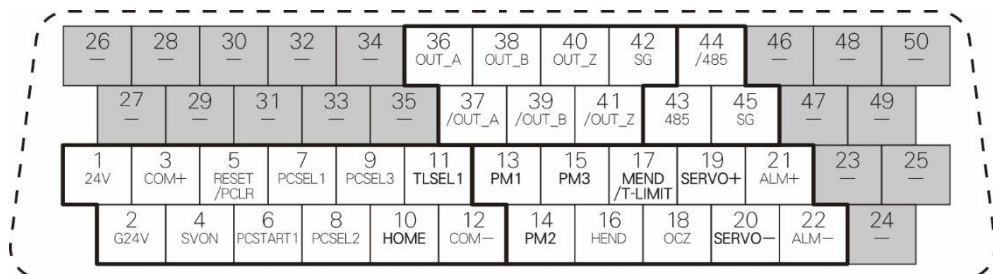 26 28 30 32 34 36 38 40 42 44 46 48 50
— — — — — OUT_A OUT_B OUT_Z SG /485 — — —
27 29 31 33 35 37 39 41 43 45 47 49
— — — — — /OUT_A /OUT_B /OUT_Z 485 SG — —
1 3 5 7 9 11 13 15 17 19 21 23 25
24V COM+ RESET PCSEL1 PCSEL3 TLSEL1 PM1 PM3 MEND SERVO+ ALM+ — —
/PCLR /T-LIMIT
2 4 6 8 10 12 14 16 18 20 22 24
G24V SVON PCSTART1 PCSEL2 HOME COM− PM2 HEND OCZ SERVO− ALM− —